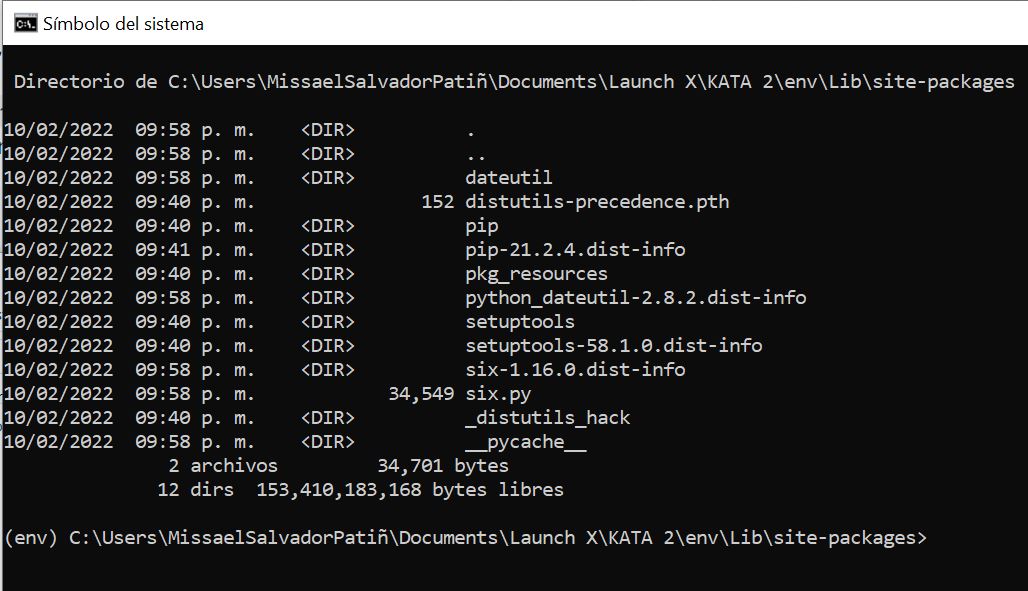 Símbolo del sistema
Directorio de C:\Users\MissaelSalvadorPatiñ\Documents\Launch X\KATA 2\env\Lib\site-packages
10/02/2022  09:58 p. m.    <DIR>          .
10/02/2022  09:58 p. m.    <DIR>          ..
10/02/2022  09:58 p. m.    <DIR>          dateutil
10/02/2022  09:40 p. m.               152 distutils-precedence.pth
10/02/2022  09:40 p. m.    <DIR>          pip
10/02/2022  09:41 p. m.    <DIR>          pip-21.2.4.dist-info
10/02/2022  09:40 p. m.    <DIR>          pkg_resources
10/02/2022  09:58 p. m.    <DIR>          python_dateutil-2.8.2.dist-info
10/02/2022  09:40 p. m.    <DIR>          setuptools
10/02/2022  09:40 p. m.    <DIR>          setuptools-58.1.0.dist-info
10/02/2022  09:58 p. m.    <DIR>          six-1.16.0.dist-info
10/02/2022  09:58 p. m.            34,549 six.py
10/02/2022  09:40 p. m.    <DIR>          _distutils_hack
10/02/2022  09:58 p. m.    <DIR>          __pycache__
               2 archivos         34,701 bytes
              12 dirs  153,410,183,168 bytes libres
(env) C:\Users\MissaelSalvadorPatiñ\Documents\Launch X\KATA 2\env\Lib\site-packages>